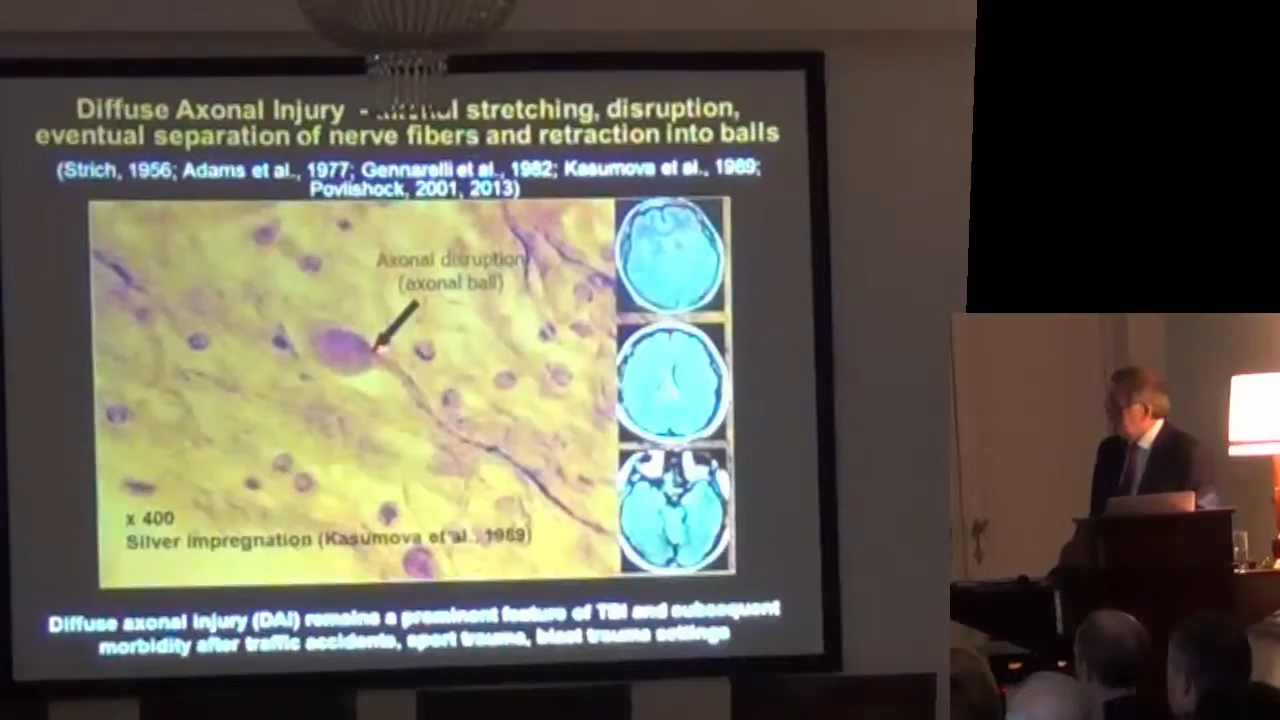 Diffuse Axonal Injury - axonal stretching, disruption,
eventual separation of nerve fibers and retraction into balls
(Strich, 1956; Adams et al., 1977; Gennarelli et al., 1982; Kasumova et al., 1989;
Povlishock, 2001, 2013)
Axonal disruption
(axonal ball)
x 400
Silver impregnation (Kasumova et al., 1989)
Diffuse axonal injury (DAI) remains a prominent feature of TBI and subsequent
morbidity after traffic accidents, sport trauma, blast trauma settings